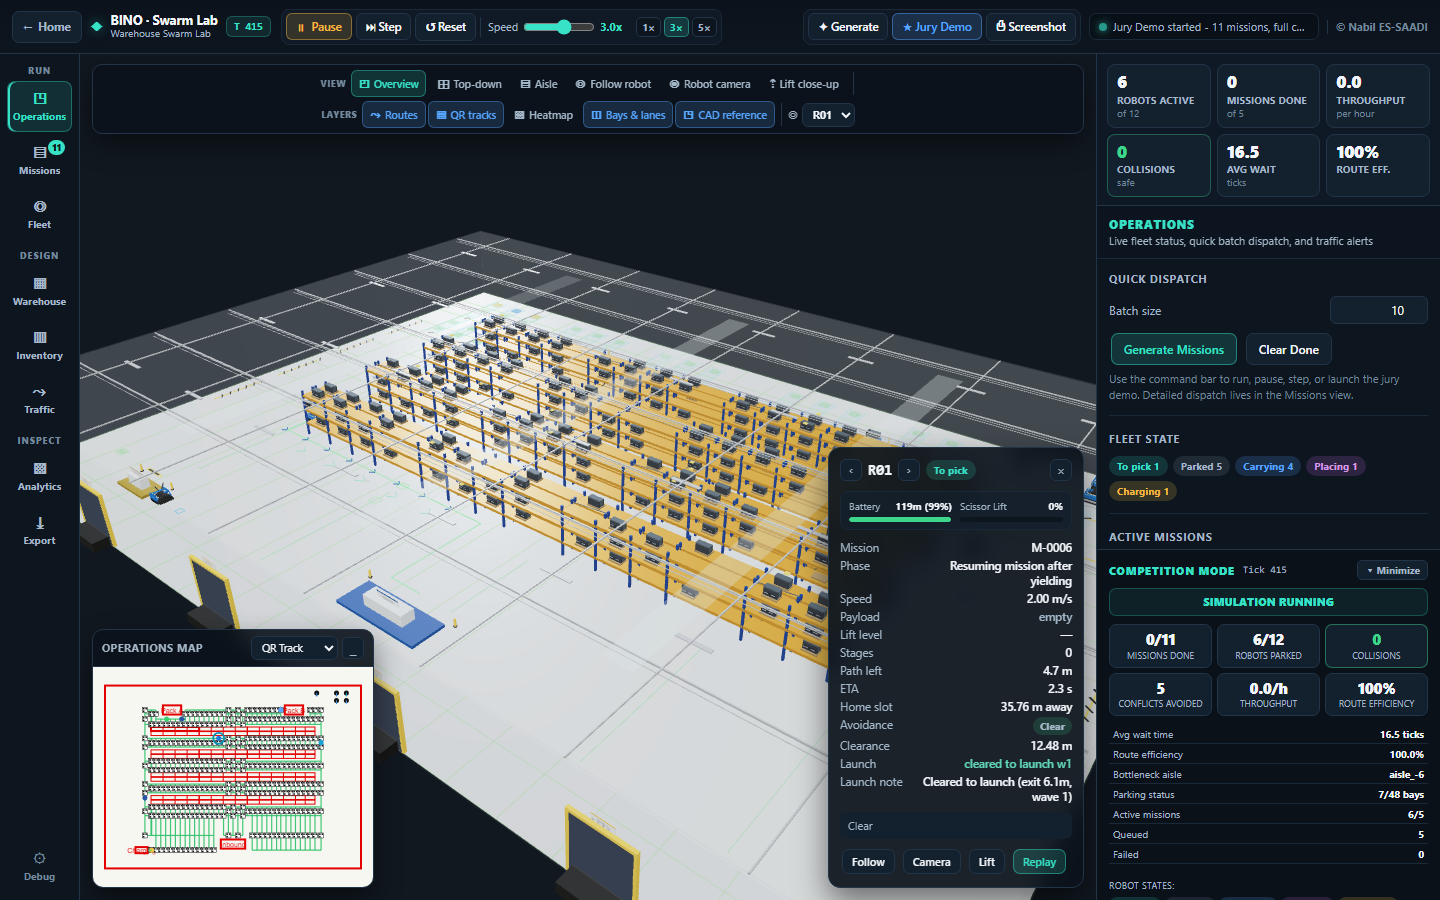 ← Home
BINO · Swarm Lab
Warehouse Swarm Lab
T 415
Pause
Step
Reset
Speed
3.0x
1x
3x
5x
Generate
Jury Demo
Screenshot
Jury Demo started - 11 missions, full c...
© Nabil ES-SAADI
RUN
Operations
Missions
11
Fleet
DESIGN
Warehouse
Inventory
Traffic
INSPECT
Analytics
Export
Debug
VIEW
Overview
Top-down
Aisle
Follow robot
Robot camera
Lift close-up
LAYERS
Routes
QR tracks
Heatmap
Bays & lanes
CAD reference
R01
OPERATIONS MAP
QR Track
_
‹ R01 › To pick ×
Battery 119m (99%) Scissor Lift 0%
Mission M-0006
Phase Resuming mission after
yielding
Speed 2.00 m/s
Payload empty
Lift level —
Stages 0
Path left 4.7 m
ETA 2.3 s
Home slot 35.76 m away
Avoidance Clear
Clearance 12.48 m
Launch cleared to launch w1
Launch note Cleared to launch (exit 6.1m,
wave 1)
Clear
Follow Camera Lift Replay
6
ROBOTS ACTIVE
of 12
0
MISSIONS DONE
of 5
0.0
THROUGHPUT
per hour
0
COLLISIONS
safe
16.5
AVG WAIT
ticks
100%
ROUTE EFF.
OPERATIONS
Live fleet status, quick batch dispatch, and traffic alerts
QUICK DISPATCH
Batch size 10
Generate Missions Clear Done
Use the command bar to run, pause, step, or launch the jury
demo. Detailed dispatch lives in the Missions view.
FLEET STATE
To pick 1 Parked 5 Carrying 4 Placing 1
Charging 1
ACTIVE MISSIONS
COMPETITION MODE Tick 415 Minimize
SIMULATION RUNNING
0/11
MISSIONS DONE
6/12
ROBOTS PARKED
0
COLLISIONS
5
CONFLICTS AVOIDED
0.0/h
THROUGHPUT
100%
ROUTE EFFICIENCY
Avg wait time 16.5 ticks
Route efficiency 100.0%
Bottleneck aisle aisle_-6
Parking status 7/48 bays
Active missions 6/5
Queued 5
Failed 0
ROBOT STATES: